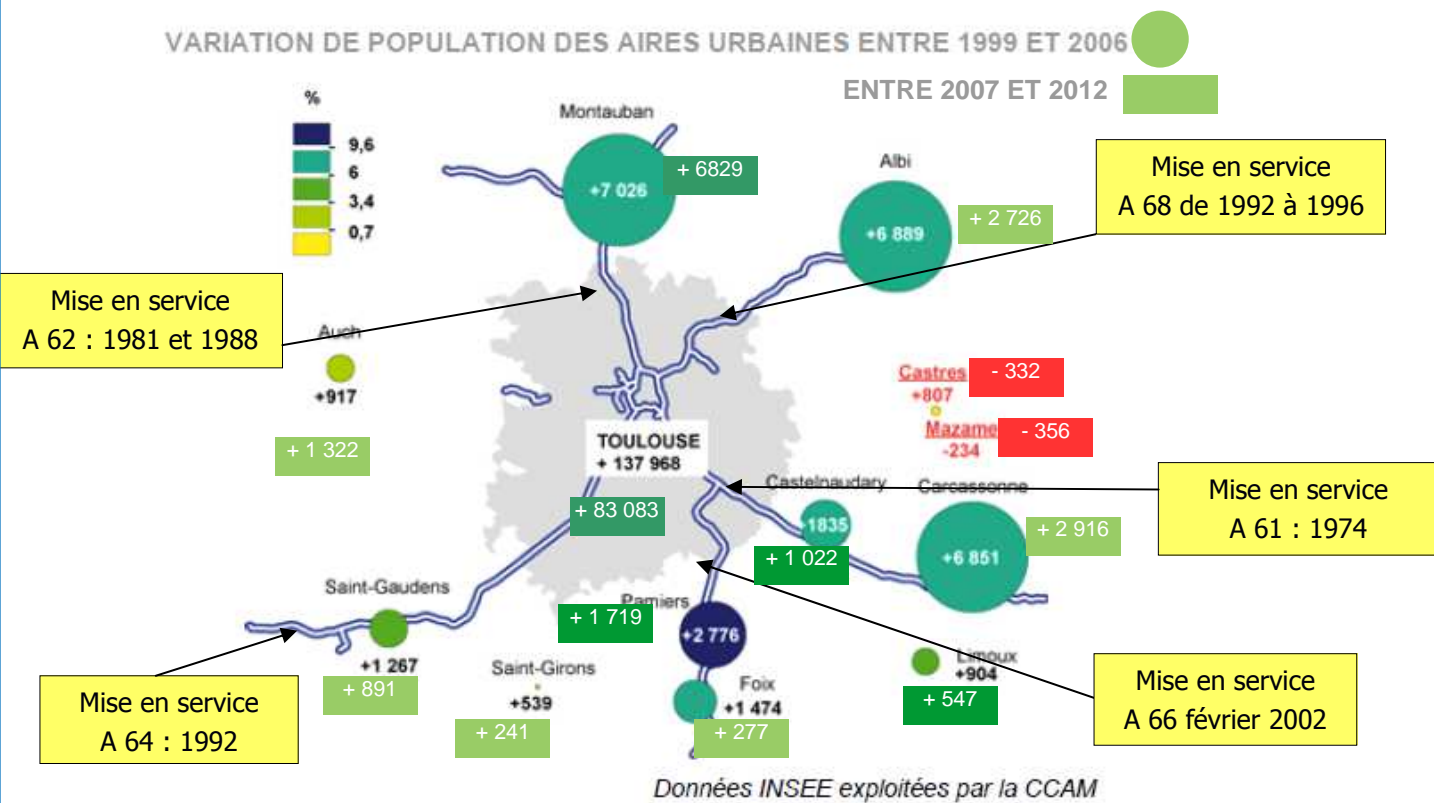 VARIATION DE POPULATION DES AIRES URBAINES ENTRE 1999 ET 2006
ENTRE 2007 ET 2012
%
9,6
6
3,4
0,7
Montauban
+7 026
+ 6829
Albi
+6 889
+ 2 726
Mise en service
A 68 de 1992 à 1996
Mise en service
A 62 : 1981 et 1988
Auch
+917
+ 1 322
Castres
- 332
+807
Mazame
- 356
-234
TOULOUSE
+ 137 968
+ 83 083
Castelnaudary
+1835
+ 1 022
Carcassonne
+6 851
+ 2 916
Mise en service
A 61 : 1974
Saint-Gaudens
+1 267
+ 891
Pamiers
+ 1 719
+2 776
Saint-Girons
+539
+ 241
Foix
+1 474
+ 277
Limoux
+904
+ 547
Mise en service
A 64 : 1992
Mise en service
A 66 février 2002
Données INSEE exploitées par la CCAM